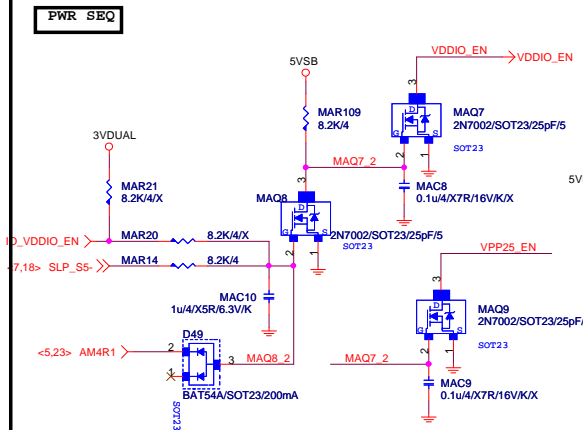 PWR SEQ
VDDIO_EN
VDDIO_EN
5VSB
3
D
G
S
2
1
MAQ7
2N7002/SOT23/25pF/5
SOT23
MAR109
8.2K/4
3VDUAL
MAQ7_2
5V
MAR21
8.2K/4/X
MAC8
0.1u/4/X7R/16V/K/X
3
MAQ8
D
G
S
2
1
2N7002/SOT23/25pF/5
SOT23
IO_VDDIO_EN
MAR20
8.2K/4/X
<7,18> SLP_S5-
MAR14
8.2K/4
VPP25_EN
MAC10
1u/4/X5R/6.3V/K
3
D
G
S
2
1
MAQ9
2N7002/SOT23/25pF/
SOT23
D49
<5,23> AM4R1
2
1
3
MAQ8_2
MAQ7_2
BAT54A/SOT23/200mA
SOT23
MAC9
0.1u/4/X7R/16V/K/X